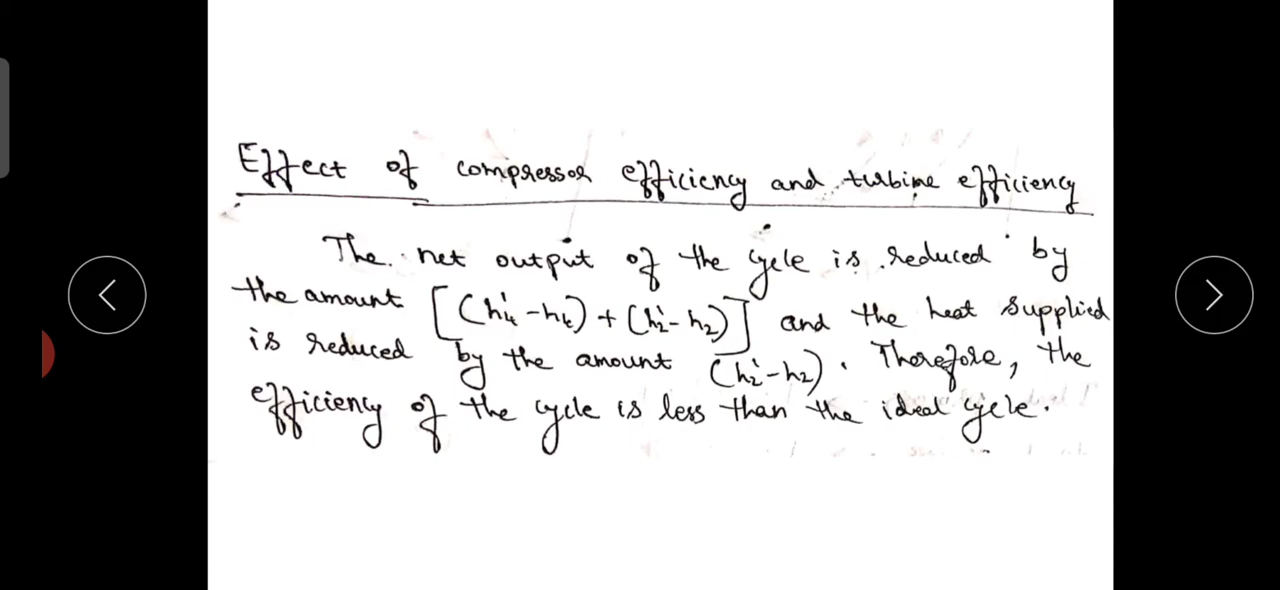 Effect of compressor efficiency and turbine efficiency
The net output of the cycle is reduced by
the amount [(h4' - h4) + (h2' - h2)] and the heat supplied
is reduced by the amount (h2' - h2). Therefore, the
efficiency of the cycle is less than the ideal cycle.